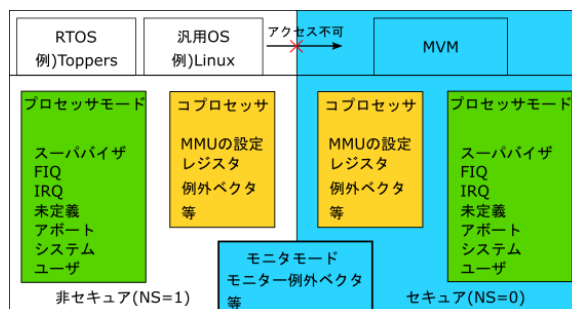 RTOS
例)Toppers
汎用OS
例)Linux
アクセス不可
MVM
プロセッサモード
スーパバイザ
FIQ
IRQ
未定義
アボート
システム
ユーザ
コプロセッサ
MMUの設定
レジスタ
例外ベクタ
等
コプロセッサ
MMUの設定
レジスタ
例外ベクタ
等
プロセッサモード
スーパバイザ
FIQ
IRQ
未定義
アボート
システム
ユーザ
モニタモード
モニター例外ベクタ
等
非セキュア(NS=1)
セキュア(NS=0)